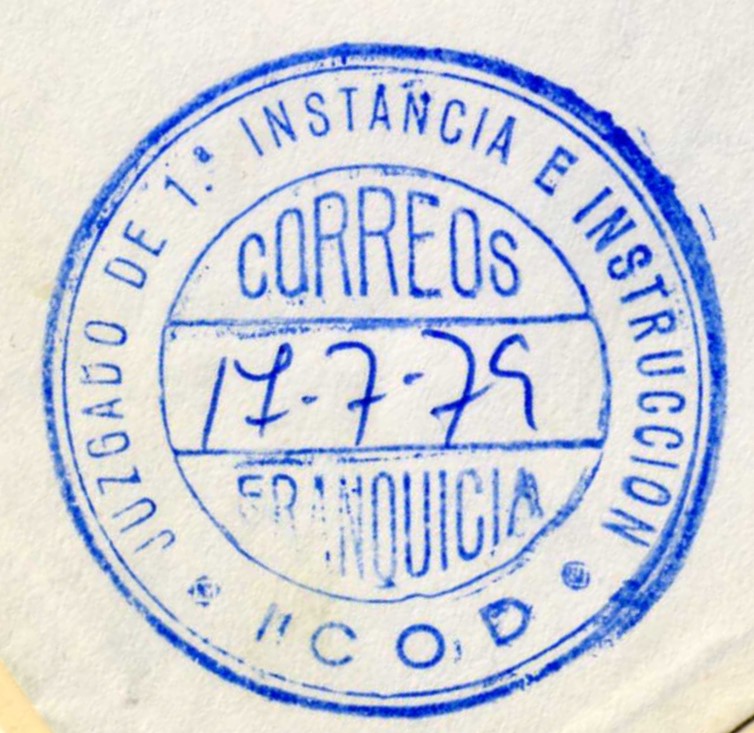 JUZGADO DE 1.ª INSTANCIA E INSTRUCCION
CORREOS
17-7-79
FRANQUICIA
ICOD